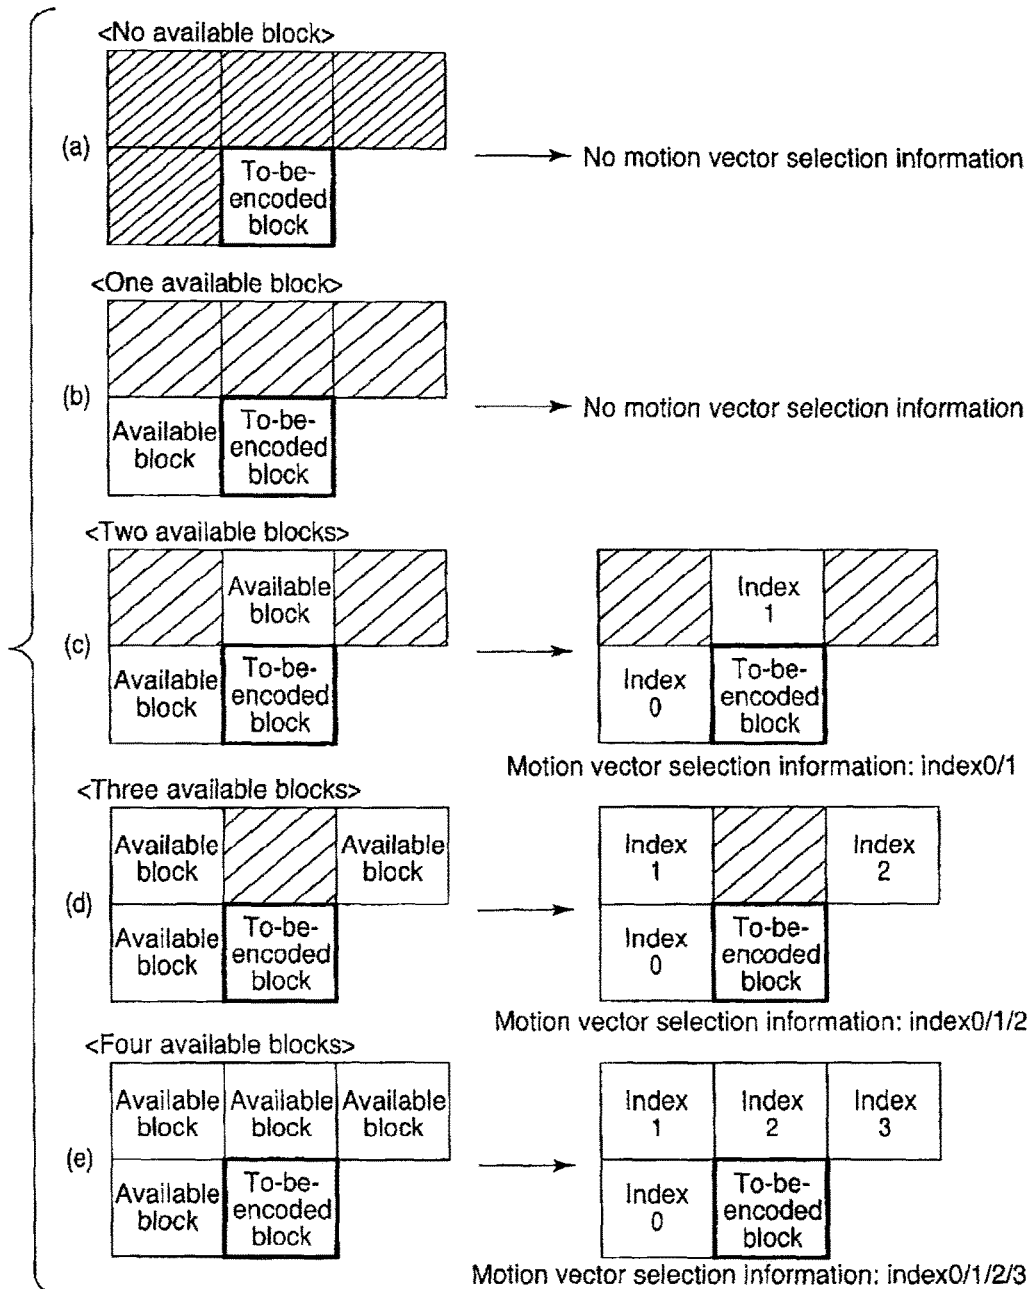 <No available block>
(a)
To-be-
encoded
block
No motion vector selection information
<One available block>
(b)
Available
block
To-be-
encoded
block
No motion vector selection information
<Two available blocks>
(c)
Available
block
Available
block
To-be-
encoded
block
Index
1
Index
0
To-be-
encoded
block
Motion vector selection information: index0/1
<Three available blocks>
(d)
Available
block
Available
block
Available
block
To-be-
encoded
block
Index
1
Index
2
Index
0
To-be-
encoded
block
Motion vector selection information: index0/1/2
<Four available blocks>
(e)
Available
block
Available
block
Available
block
Available
block
To-be-
encoded
block
Index
1
Index
2
Index
3
Index
0
To-be-
encoded
block
Motion vector selection information: index0/1/2/3